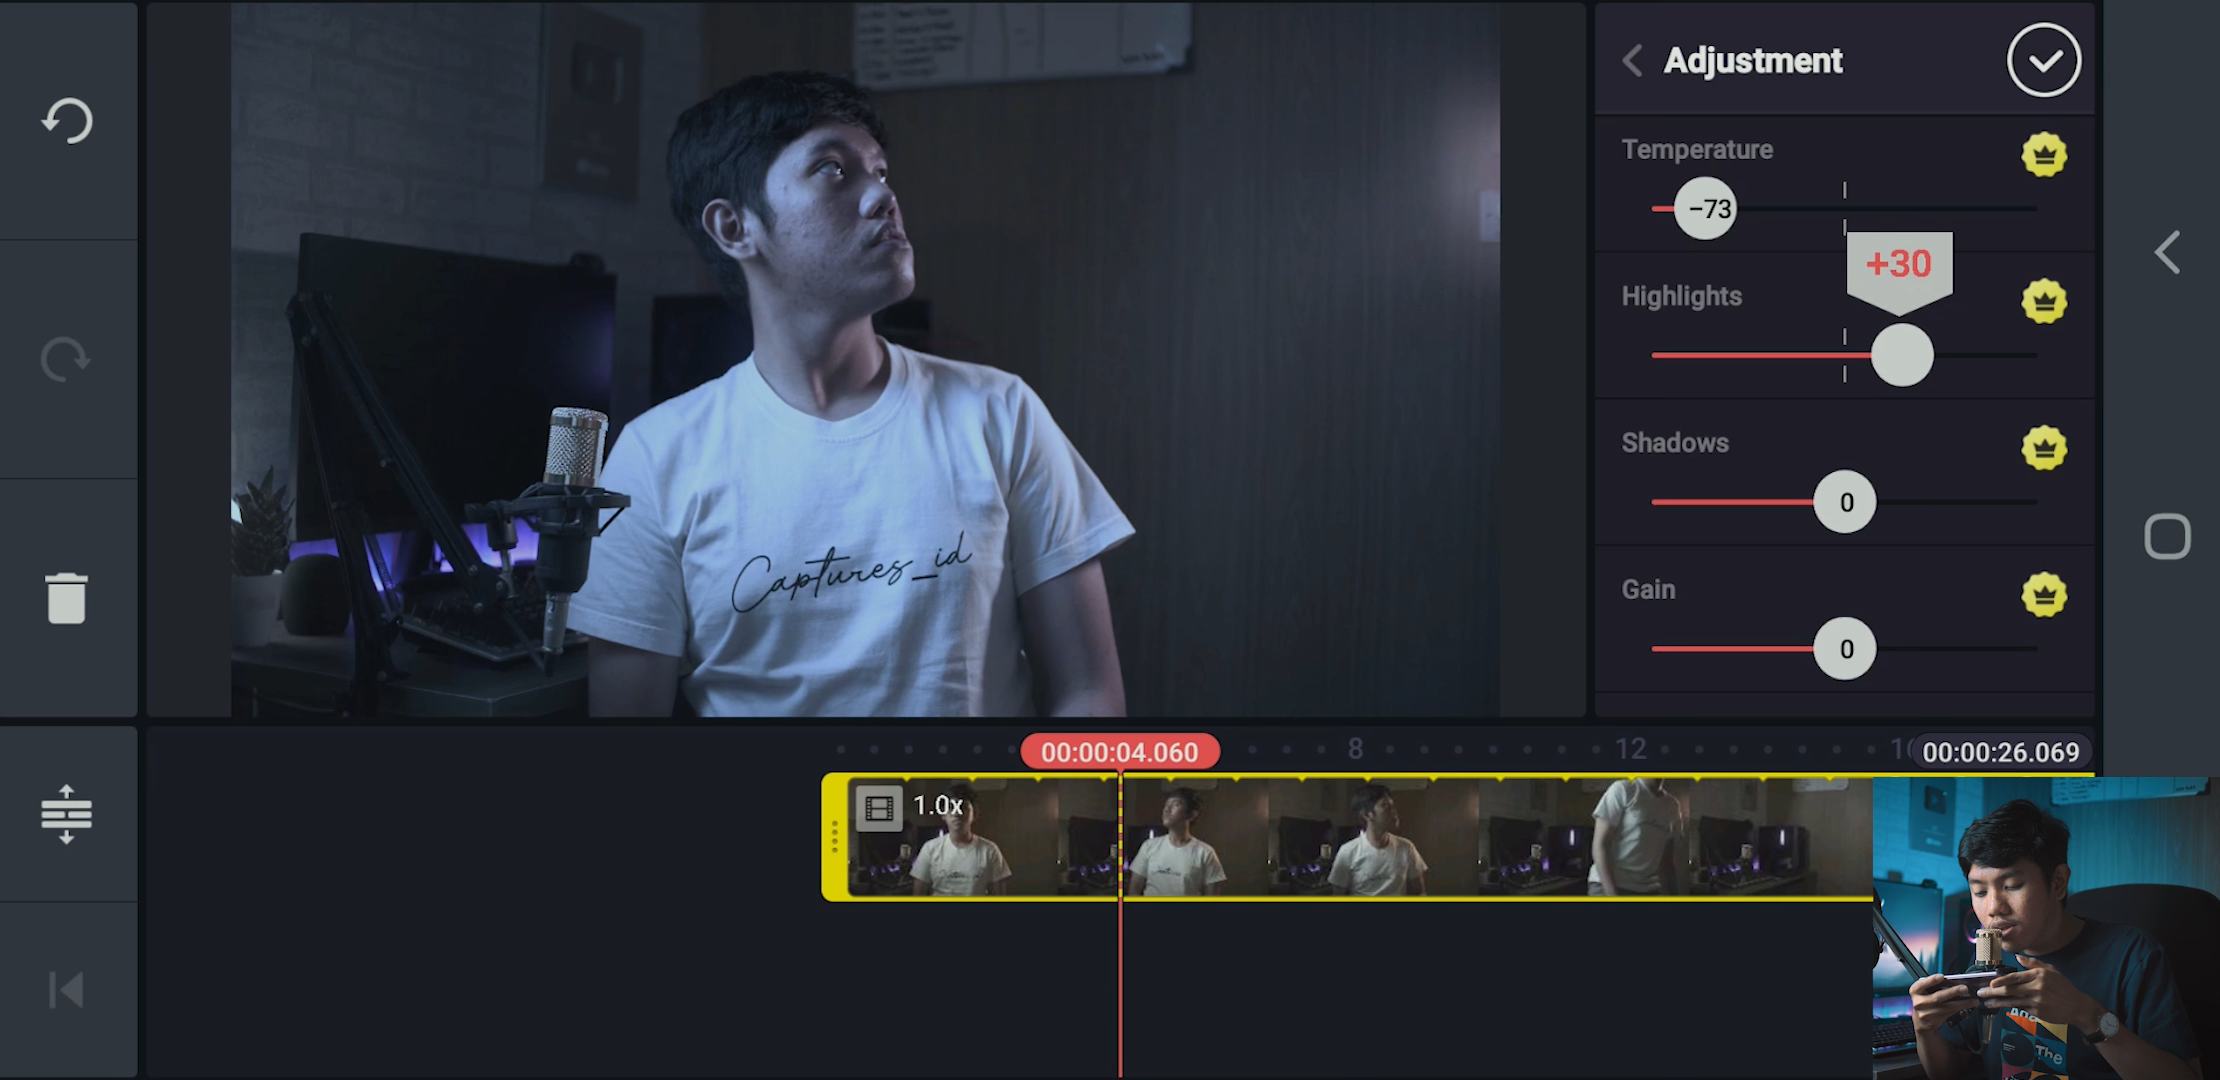 Adjustment
Temperature
−73
+30
Highlights
Shadows
0
Gain
0
Captures_id
00:00:04.060
8
12
00:00:26.069
1.0x
The